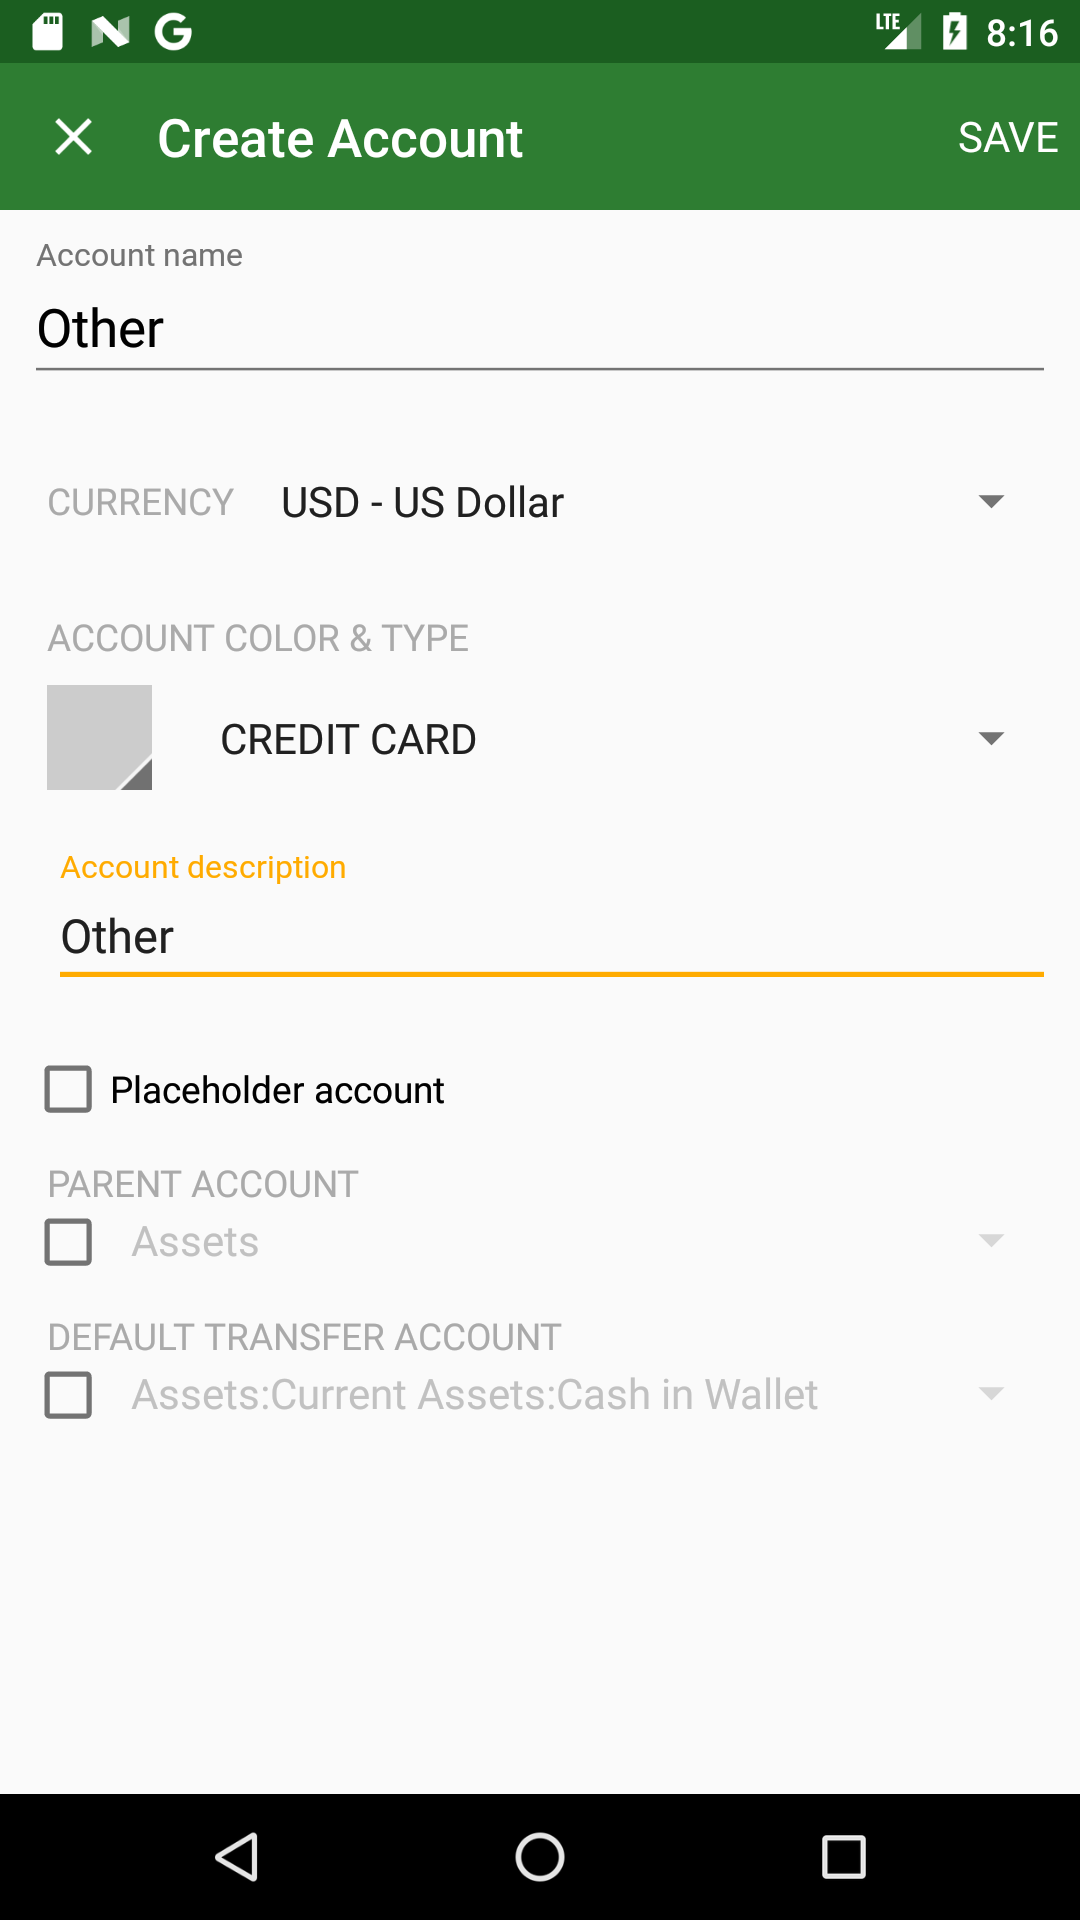 LTE 8:16
Create Account SAVE
Account name
Other
CURRENCY USD - US Dollar
ACCOUNT COLOR & TYPE
CREDIT CARD
Account description
Other
Placeholder account
PARENT ACCOUNT
Assets
DEFAULT TRANSFER ACCOUNT
Assets:Current Assets:Cash in Wallet